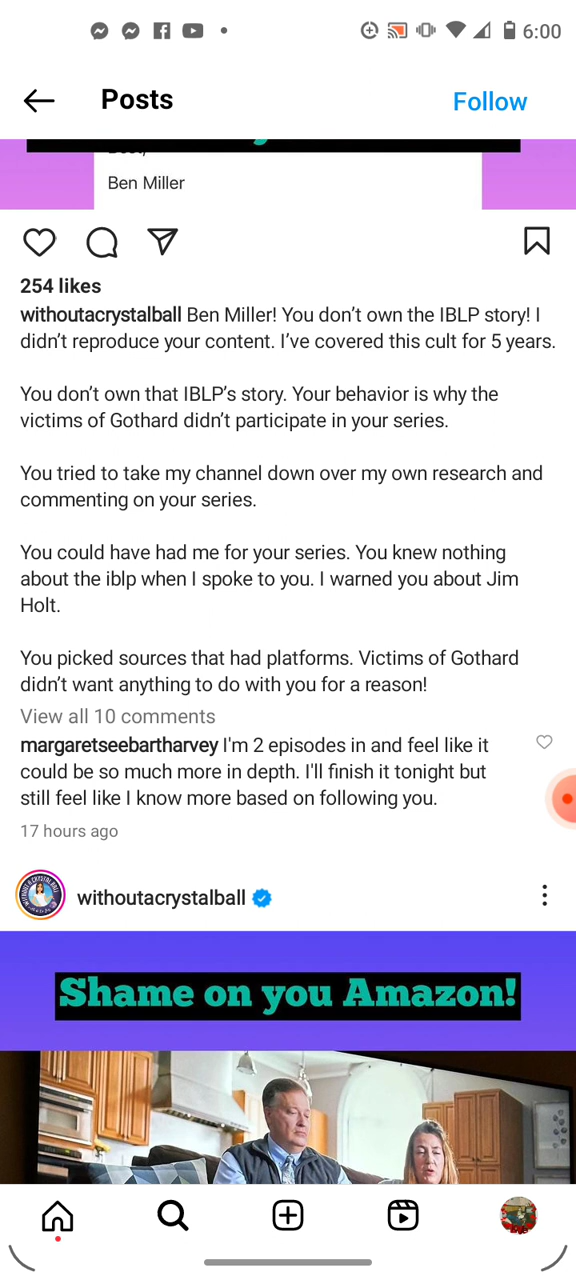 6:00
Posts
Follow
Ben Miller
254 likes
withoutacrystalball Ben Miller! You don't own the IBLP story! I
didn't reproduce your content. I've covered this cult for 5 years.
You don't own that IBLP's story. Your behavior is why the
victims of Gothard didn't participate in your series.
You tried to take my channel down over my own research and
commenting on your series.
You could have had me for your series. You knew nothing
about the iblp when I spoke to you. I warned you about Jim
Holt.
You picked sources that had platforms. Victims of Gothard
didn't want anything to do with you for a reason!
View all 10 comments
margaretseebartharvey I'm 2 episodes in and feel like it
could be so much more in depth. I'll finish it tonight but
still feel like I know more based on following you.
17 hours ago
withoutacrystalball
Shame on you Amazon!